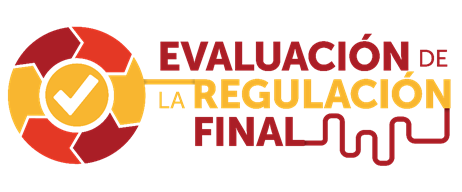 EVALUACIÓN DE
LA REGULACIÓN
FINAL